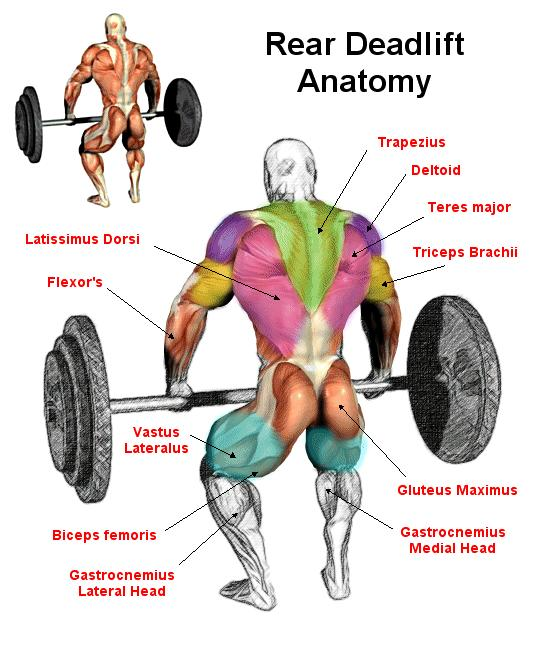 Rear Deadlift
Anatomy
Trapezius
Deltoid
Teres major
Latissimus Dorsi
Triceps Brachii
Flexor's
Vastus
Lateralus
Gluteus Maximus
Biceps femoris
Gastrocnemius
Medial Head
Gastrocnemius
Lateral Head